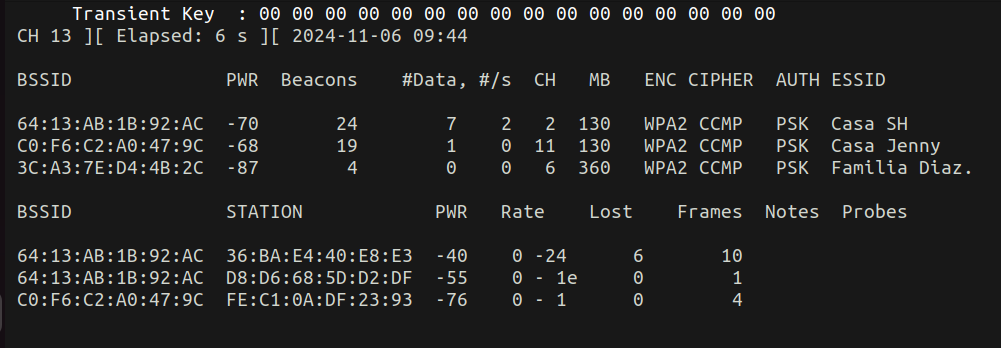 Transient Key : 00 00 00 00 00 00 00 00 00 00 00 00 00 00 00 00
CH 13 ][ Elapsed: 6 s ][ 2024-11-06 09:44
BSSID PWR Beacons #Data, #/s CH MB ENC CIPHER AUTH ESSID
64:13:AB:1B:92:AC -70 24 7 2 2 130 WPA2 CCMP PSK Casa SH
C0:F6:C2:A0:47:9C -68 19 1 0 11 130 WPA2 CCMP PSK Casa Jenny
3C:A3:7E:D4:4B:2C -87 4 0 0 6 360 WPA2 CCMP PSK Familia Diaz.
BSSID STATION PWR Rate Lost Frames Notes Probes
64:13:AB:1B:92:AC 36:BA:E4:40:E8:E3 -40 0 -24 6 10
64:13:AB:1B:92:AC D8:D6:68:5D:D2:DF -55 0 - 1e 0 1
C0:F6:C2:A0:47:9C FE:C1:0A:DF:23:93 -76 0 - 1 0 4